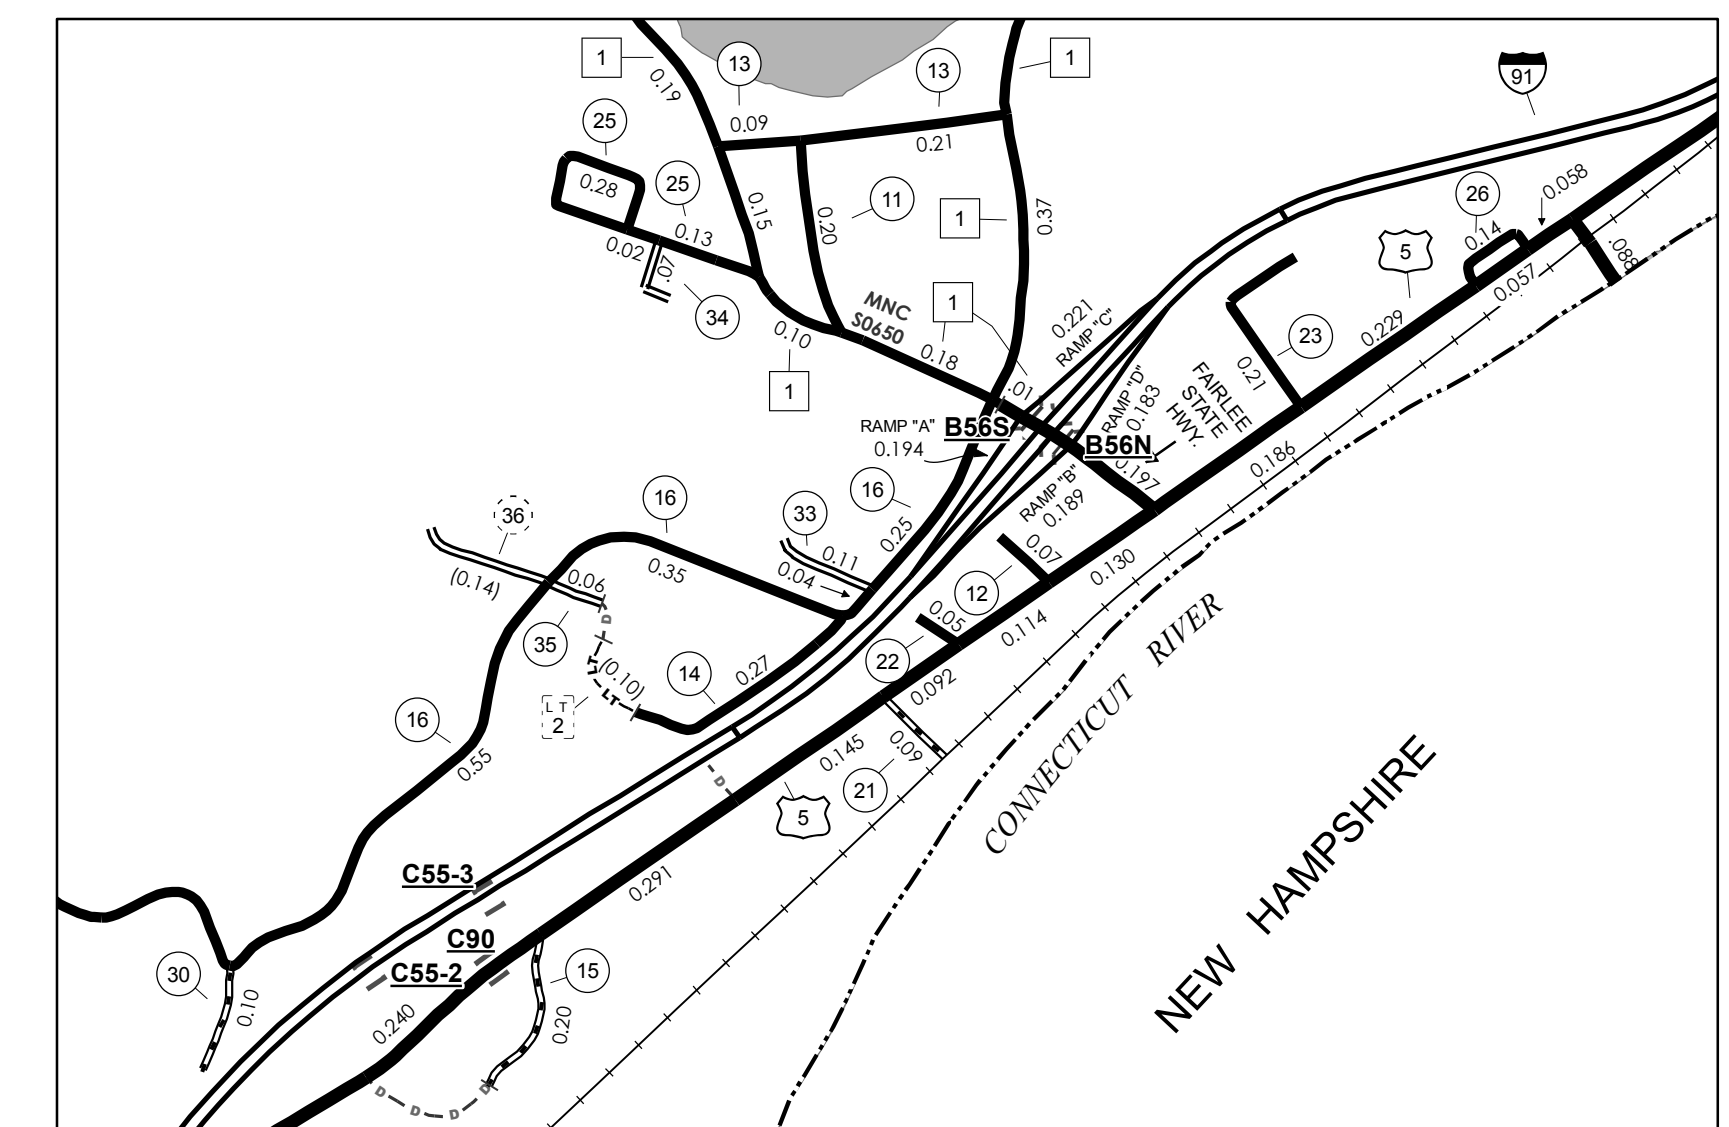 1
13
13
1
91
0.19
0.09
0.21
25
0.28
25
0.13
0.02
.07
34
0.15
11
0.20
1
0.37
26
0.058
0.14
5
.088
0.057
0.229
1
MNC
S0650
0.10
0.18
1
.01
0.221
RAMP "C"
RAMP "D"
0.183
FAIRLEE
STATE
HWY.
0.21
23
RAMP "A"
0.194
B56S
B56N
0.197
0.186
RAMP "B"
0.189
16
16
33
0.11
0.04
0.25
36
(0.14)
0.06
0.35
35
D
LT
(0.10)
LT
L T
2
14
0.27
12
0.07
0.130
0.05
22
0.114
0.092
0.09
21
0.145
5
D
CONNECTICUT RIVER
NEW HAMPSHIRE
16
0.55
C55-3
C90
C55-2
0.291
30
0.10
15
0.20
0.240
D
D
D
D